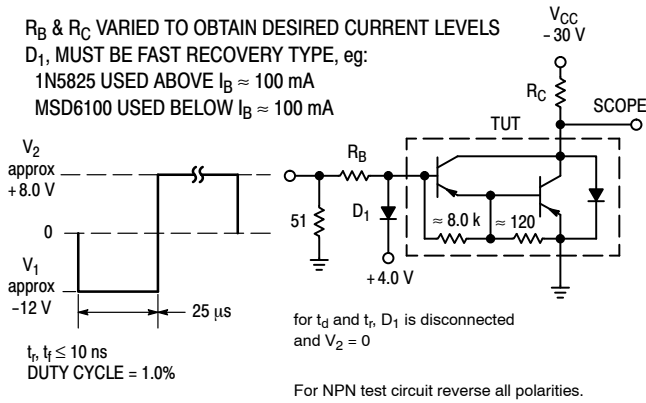 R_B & R_C VARIED TO OBTAIN DESIRED CURRENT LEVELS
D_1, MUST BE FAST RECOVERY TYPE, eg:
1N5825 USED ABOVE I_B ≈ 100 mA
MSD6100 USED BELOW I_B ≈ 100 mA
V_CC
- 30 V
R_C
SCOPE
TUT
V_2
approx
+8.0 V
R_B
51
D_1
≈ 8.0 k
≈ 120
0
V_1
approx
-12 V
+4.0 V
25 μs
for t_d and t_r, D_1 is disconnected
and V_2 = 0
t_r, t_f ≤ 10 ns
DUTY CYCLE = 1.0%
For NPN test circuit reverse all polarities.